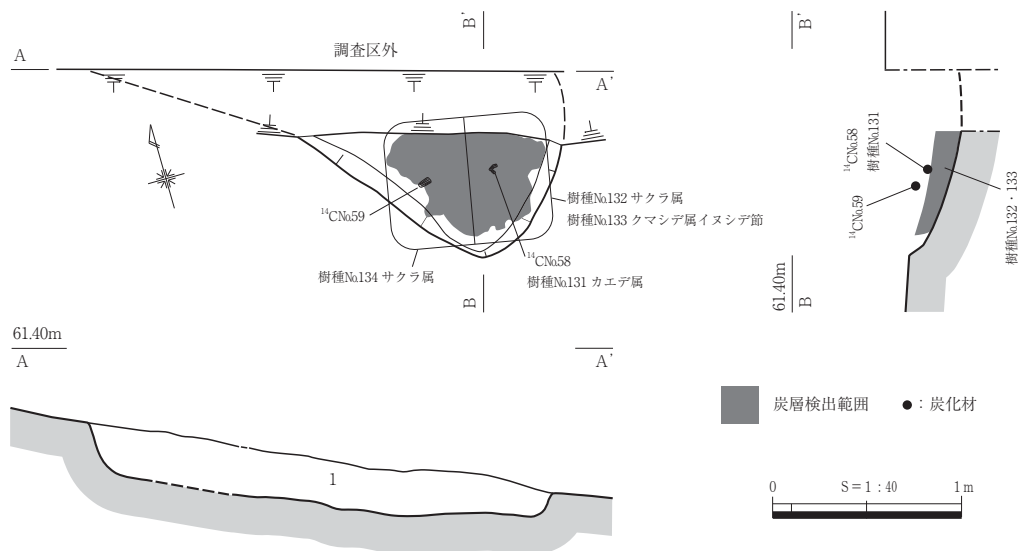 調査区外
A
A'
B'
¹⁴C№59
樹種№132 サクラ属
樹種№133 クマシデ属イヌシデ節
樹種№134 サクラ属
¹⁴C№58
樹種№131 カエデ属
B
B'
¹⁴C№58
樹種№131
¹⁴C№59
樹種№132・133
61.40m
B
61.40m
A
A'
1
炭層検出範囲
●：炭化材
0
S＝1：40
1m